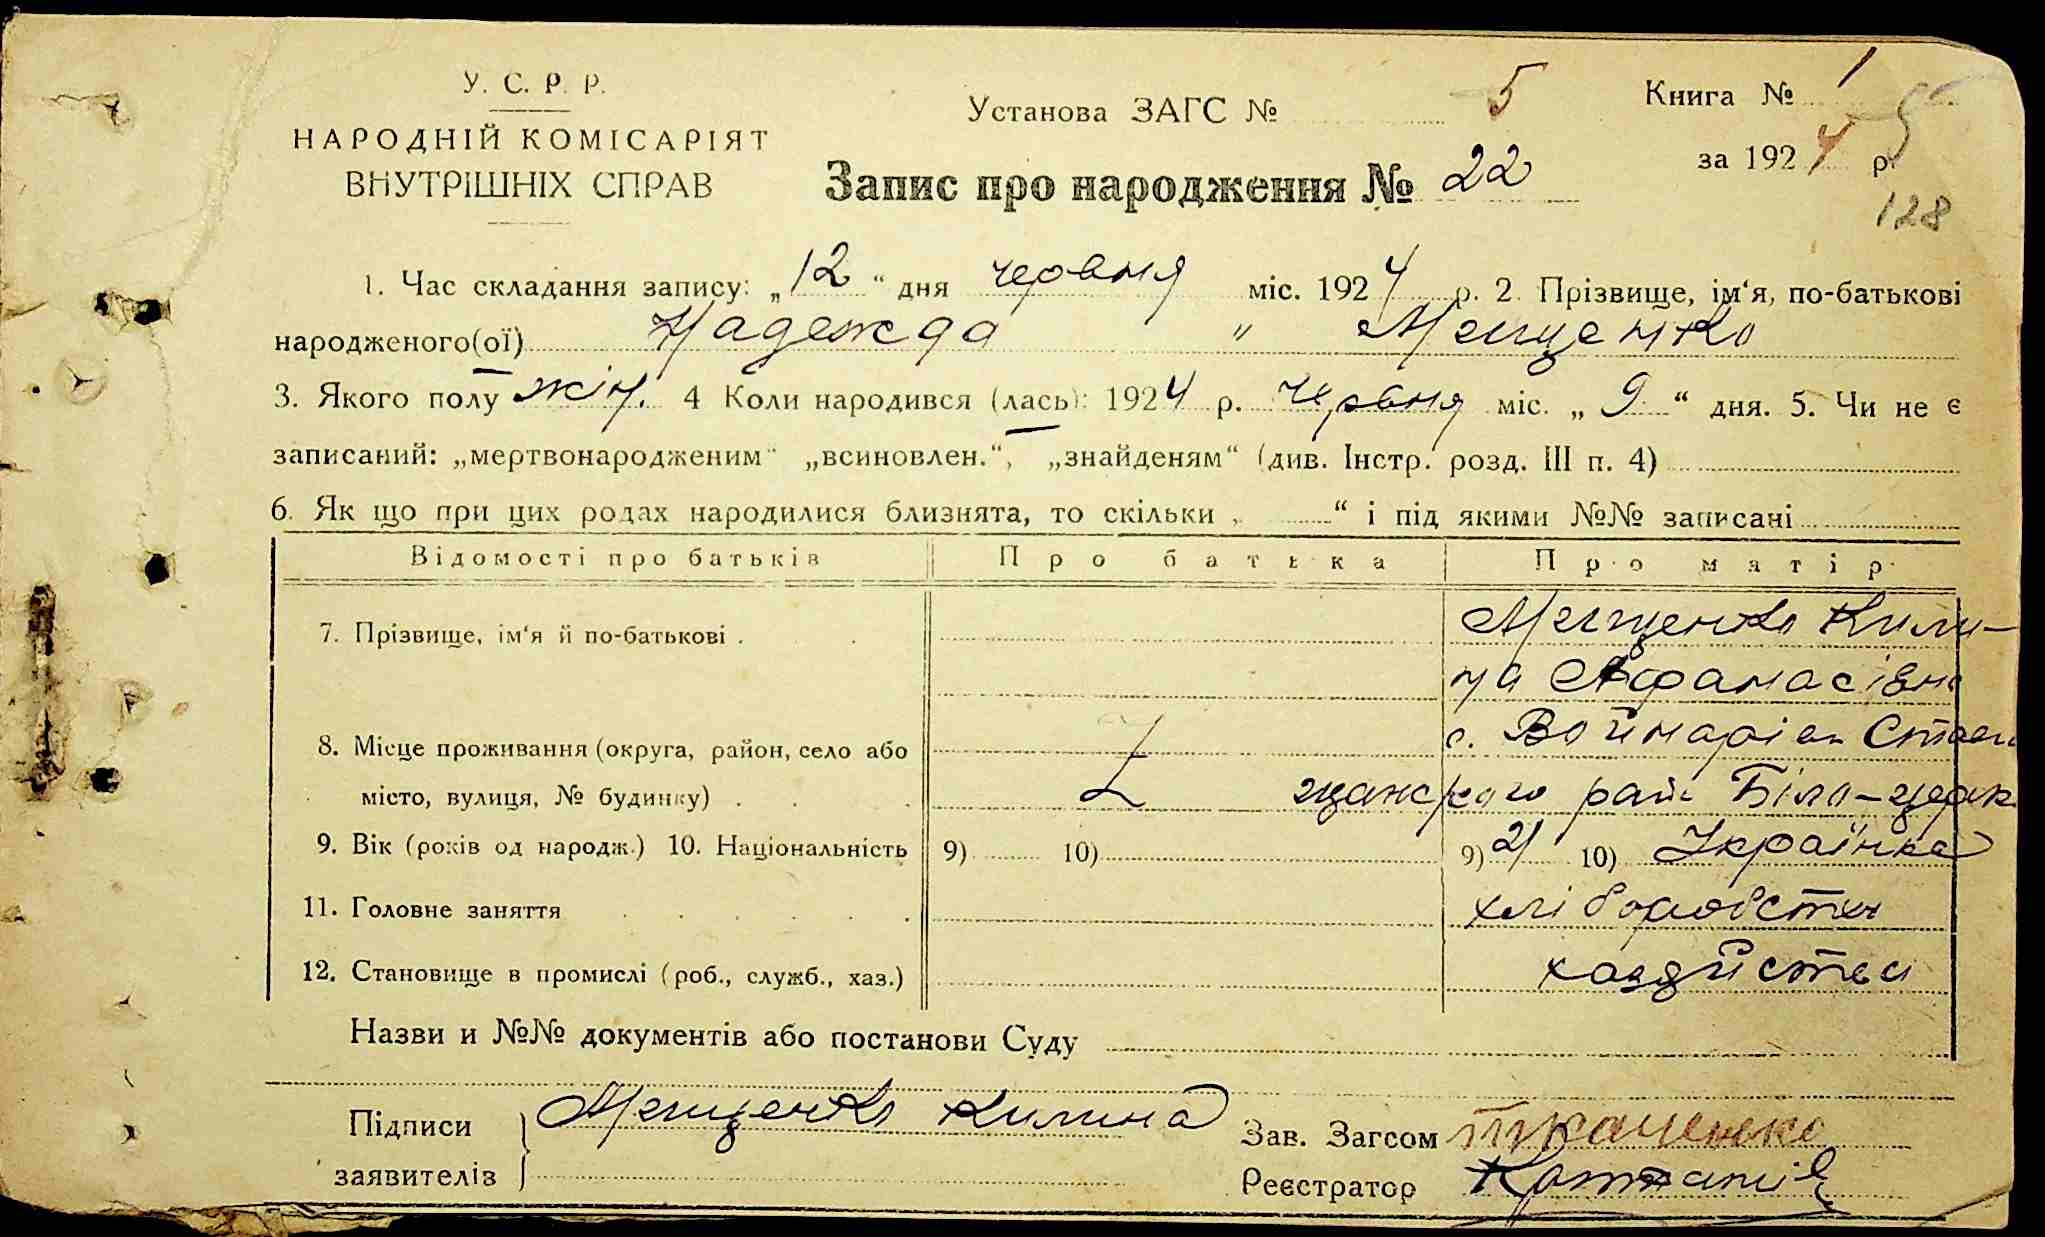 У. С. Р. Р.
НАРОДНІЙ КОМІСАРІЯТ
ВНУТРІШНІХ СПРАВ
Установа ЗАГС № 5
Книга № 1
за 1924 р.
5
128
Запис про народження № 22
1. Час складання запису: „12“ дня червня міс. 1924 р. 2. Прізвище, ім‘я, по-батькові
народженого(ої) Надежда " Мещенко
3. Якого полу жін. 4 Коли народився (лась): 1924 р. червня міс. „9“ дня. 5. Чи не є
записаний: „мертвонародженим“ „всиновлен.“, „знайденям“ (див. Інстр. розд. III п. 4)
6. Як що при цих родах народилися близнята, то скільки „ “ і під якими №№ записані
Відомості про батьків Про батька Про матір
7. Прізвище, ім‘я й по-батькові . Мещенко Кили-
на Афанасівна
8. Місце проживання (округа, район, село або с. Войнарівки
місто, вулиця, № будинку) . рай. Біло-церк
9. Вік (років од народж.) 10. Національність 9) 10) 9) 21 10) Українка
11. Головне заняття хліборобство
12. Становище в промислі (роб., служб., хаз.)
Назви и №№ документів або постанови Суду
Підписи Мещенко Килина
заявителів
Зав. Загсом Ткаченко
Реєстратор